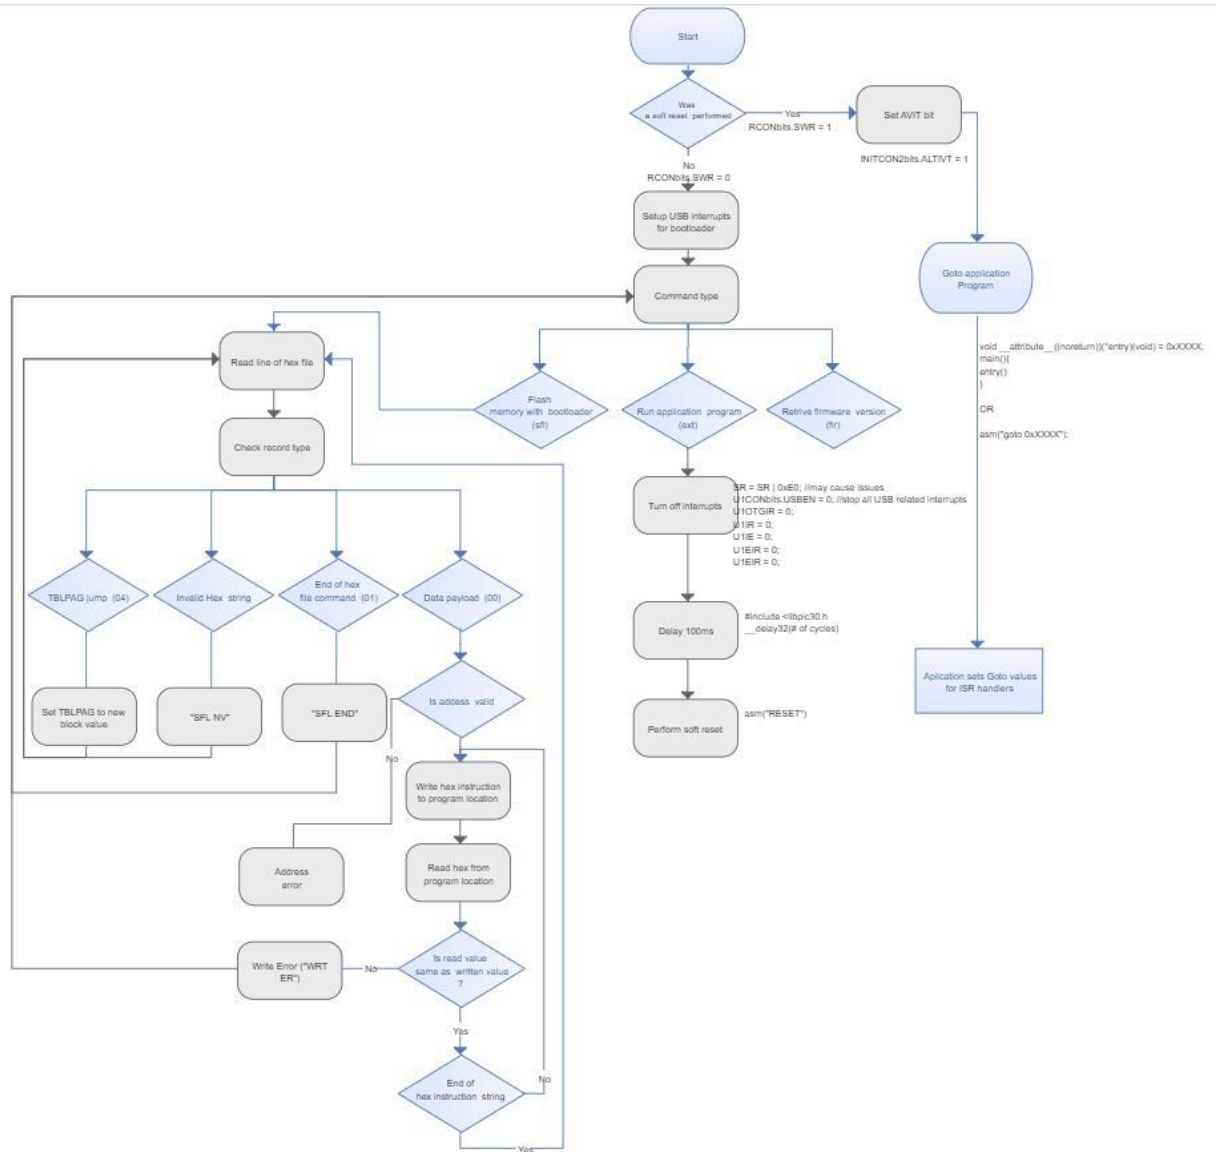 Start
Was
a soft reset performed
Yes
RCONbits.SWR = 1
Set AVIT bit
INITCON2bits.ALTIVT = 1
No
RCONbits.SWR = 0
Setup USB interrupts
for bootloader
Goto application
Program
Command type
void __attribute__((noreturn))(*entry)(void) = 0xXXXX;
main(){
entry()
}
OR
asm("goto 0xXXXX");
Read line of hex file
Flash
memory with bootloader
(sfl)
Run application program
(ext)
Retrive firmware version
(fir)
Check record type
Turn off interrupts
SR = SR | 0xE0; //may cause issues
U1CONbits.USBEN = 0; //stop all USB related interrupts
U1OTGIR = 0;
U1IR = 0;
U1IE = 0;
U1EIR = 0;
U1EIR = 0;
TBLPAG jump (04)
Invalid Hex string
End of hex
file command (01)
Data payload (00)
Delay 100ms
#include <libpic30.h
__delay32(# of cycles)
Set TBLPAG to new
block value
"SFL NV"
"SFL END"
Is addess valid
Aplication sets Goto values
for ISR handlers
Perform soft reset
asm("RESET")
No
Write hex instruction
to program location
Address
error
Read hex from
program location
Write Error ("WRT
ER")
No
Is read value
same as written value
?
Yes
End of
hex instruction string
No
Yes